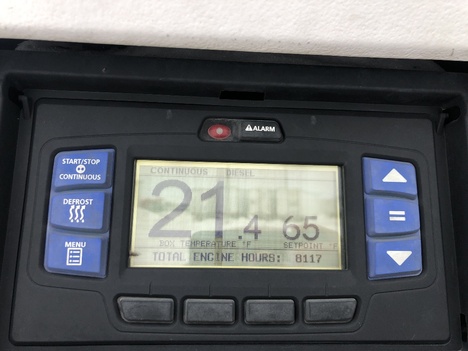 ⚠ALARM
START/STOP
CONTINUOUS
DEFROST
MENU
CONTINUOUS DIESEL
21.4 65
BOX TEMPERATURE °F SETPOINT °F
TOTAL ENGINE HOURS: 8117
=